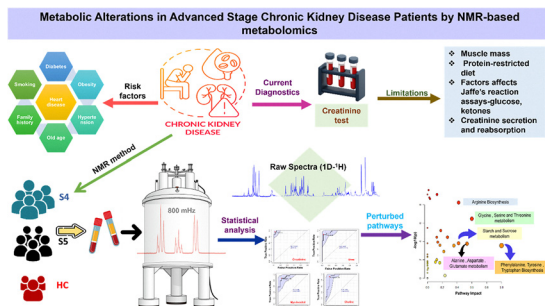 Metabolic Alterations in Advanced Stage Chronic Kidney Disease Patients by NMR-based
metabolomics
Diabetes
Smoking
Obesity
Heart
disease
Family
history
Hyperte
nsion
Old age
Risk
factors
CHRONIC KIDNEY
DISEASE
Current
Diagnostics
Creatinine
test
Limitations
❖ Muscle mass
❖ Protein-restricted
diet
❖ Factors affects
Jaffe's reaction
assays-glucose,
ketones
❖ Creatinine secretion
and reabsorption
NMR method
S4
S5
HC
800 mHz
Raw Spectra (1D-¹H)
Statistical
analysis
Perturbed
pathways
Arginine Biosynthesis
Glycine, Serine and Threonine
metabolism
Starch and Sucrose
metabolism
Alanine, Aspartate,
Glutamate metabolism
Phenylalanine, Tyrosine,
Tryptophan Biosynthesis
Pathway Impact